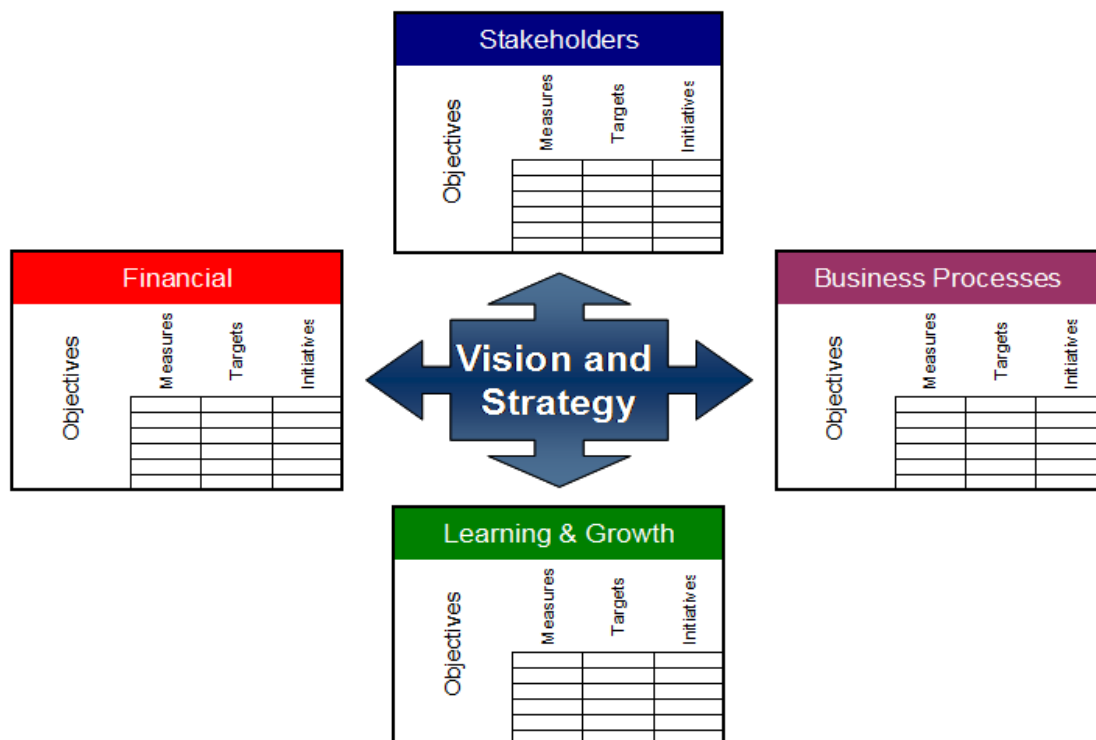 Stakeholders
Objectives
Measures
Targets
Initiatives
Financial
Objectives
Measures
Targets
Initiatives
Vision and
Strategy
Business Processes
Objectives
Measures
Targets
Initiatives
Learning & Growth
Objectives
Measures
Targets
Initiatives